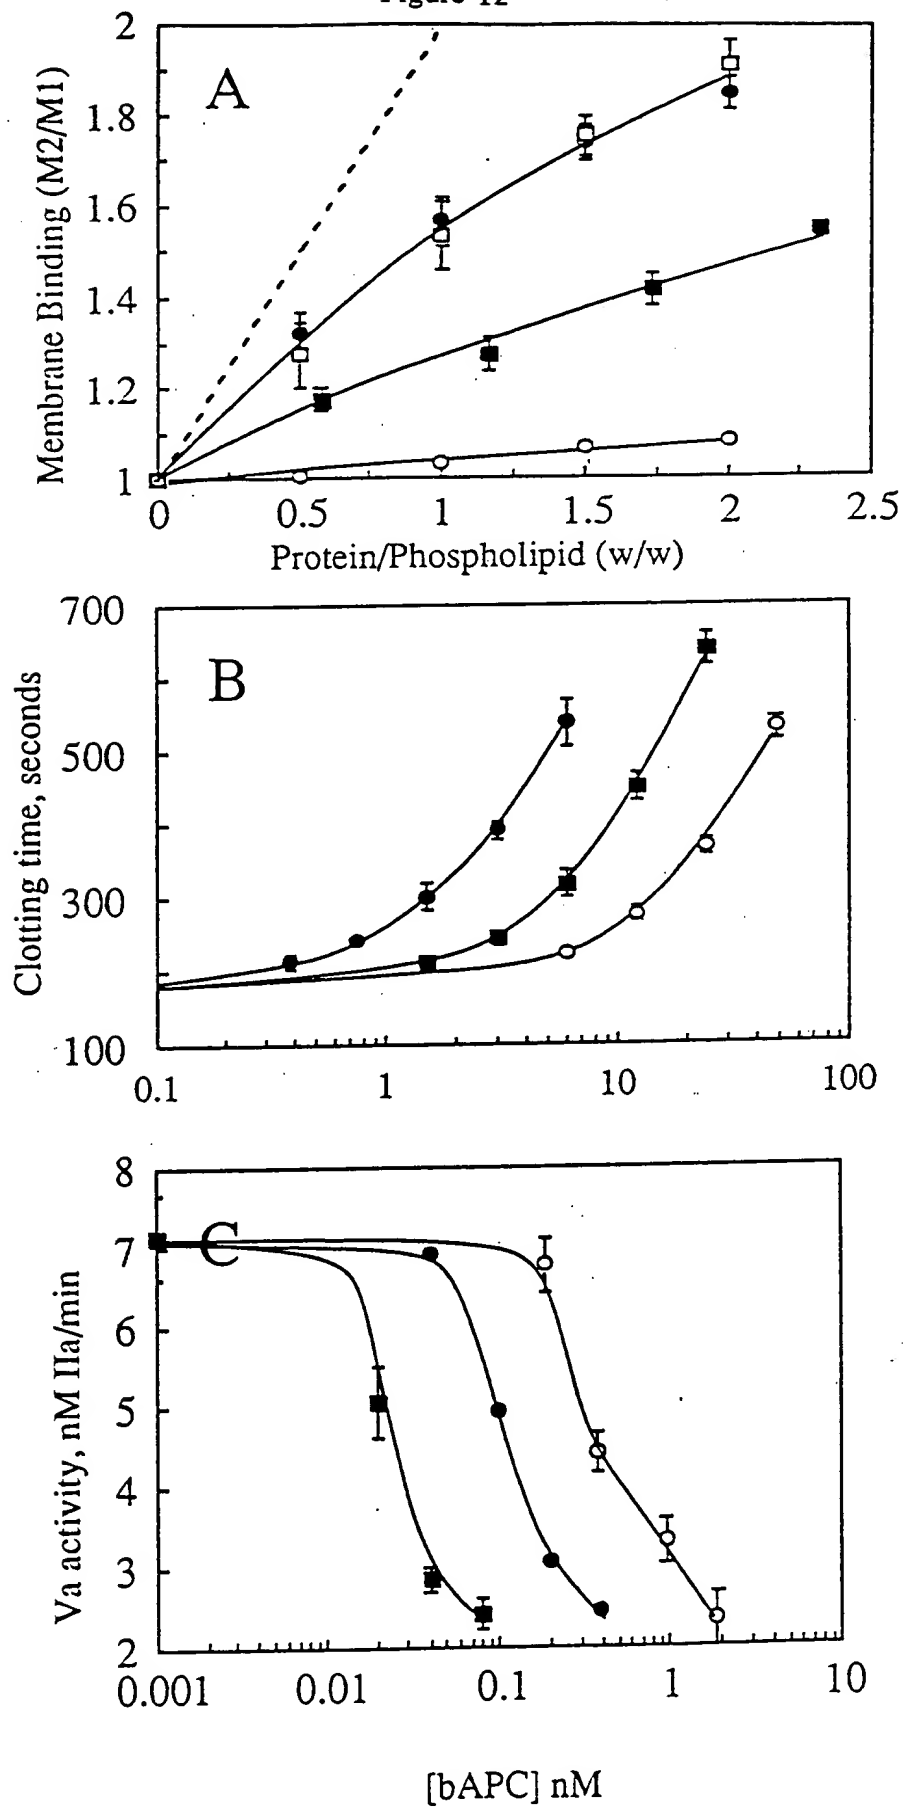 Figure 12
2
A
1.8
1.6
1.4
1.2
1
Membrane Binding (M2/M1)
0 0.5 1 1.5 2 2.5
Protein/Phospholipid (w/w)
700
B
500
300
100
Clotting time, seconds
0.1 1 10 100
8
7
C
6
5
4
3
2
Va activity, nM IIa/min
0.001 0.01 0.1 1 10
[bAPC] nM